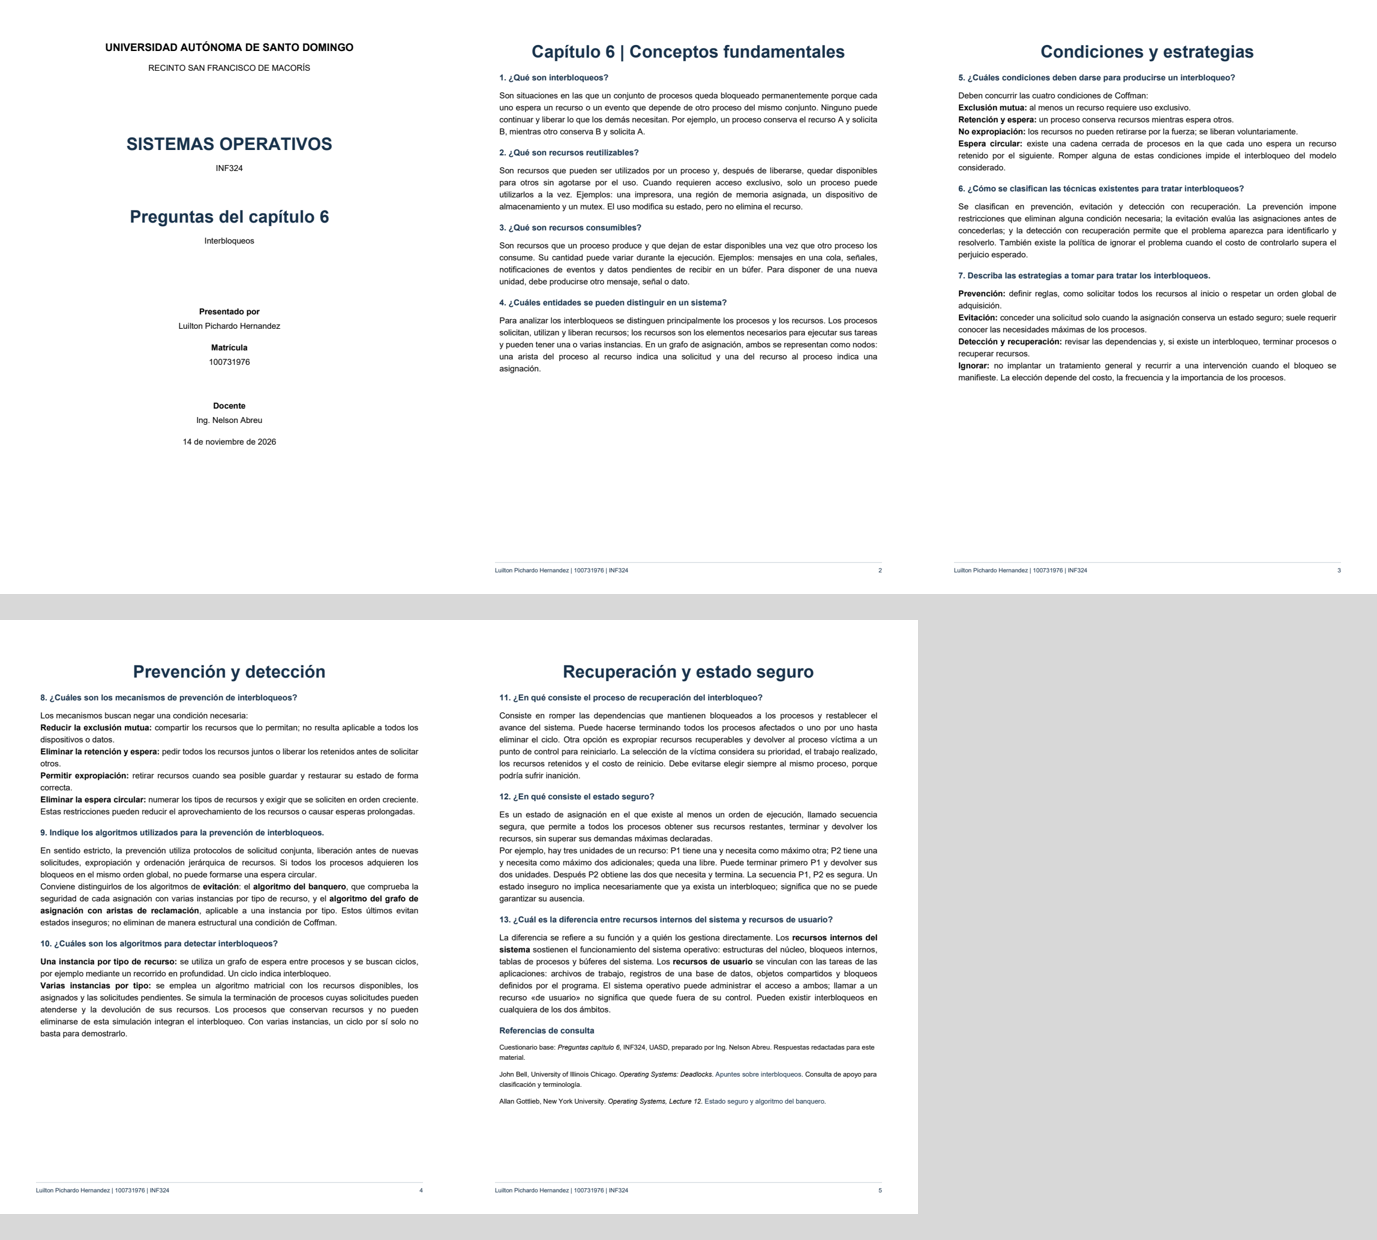 UNIVERSIDAD AUTÓNOMA DE SANTO DOMINGO
RECINTO SAN FRANCISCO DE MACORÍS
SISTEMAS OPERATIVOS
INF324
Preguntas del capítulo 6
Interbloqueos
Presentado por
Luilton Pichardo Hernandez
Matrícula
100731976
Docente
Ing. Nelson Abreu
14 de noviembre de 2026
Capítulo 6 | Conceptos fundamentales
1. ¿Qué son interbloqueos?
Son situaciones en las que un conjunto de procesos queda bloqueado permanentemente porque cada
uno espera un recurso o un evento que depende de otro proceso del mismo conjunto. Ninguno puede
continuar y liberar lo que los demás necesitan. Por ejemplo, un proceso conserva el recurso A y solicita
B, mientras otro conserva B y solicita A.
2. ¿Qué son recursos reutilizables?
Son recursos que pueden ser utilizados por un proceso y, después de liberarse, quedar disponibles
para otros sin agotarse por el uso. Cuando requieren acceso exclusivo, solo un proceso puede
utilizarlos a la vez. Ejemplos: una impresora, una región de memoria asignada, un dispositivo de
almacenamiento y un mutex. El uso modifica su estado, pero no elimina el recurso.
3. ¿Qué son recursos consumibles?
Son recursos que un proceso produce y que dejan de estar disponibles una vez que otro proceso los
consume. Su cantidad puede variar durante la ejecución. Ejemplos: mensajes en una cola, señales,
notificaciones de eventos y datos pendientes de recibir en un búfer. Para disponer de una nueva
unidad, debe producirse otro mensaje, señal o dato.
4. ¿Cuáles entidades se pueden distinguir en un sistema?
Para analizar los interbloqueos se distinguen principalmente los procesos y los recursos. Los procesos
solicitan, utilizan y liberan recursos; los recursos son los elementos necesarios para ejecutar sus tareas
y pueden tener una o varias instancias. En un grafo de asignación, ambos se representan como nodos:
una arista del proceso al recurso indica una solicitud y una del recurso al proceso indica una
asignación.
Luilton Pichardo Hernandez | 100731976 | INF324
2
Condiciones y estrategias
5. ¿Cuáles condiciones deben darse para producirse un interbloqueo?
Deben concurrir las cuatro condiciones de Coffman:
Exclusión mutua: al menos un recurso requiere uso exclusivo.
Retención y espera: un proceso conserva recursos mientras espera otros.
No expropiación: los recursos no pueden retirarse por la fuerza; se liberan voluntariamente.
Espera circular: existe una cadena cerrada de procesos en la que cada uno espera un recurso
retenido por el siguiente. Romper alguna de estas condiciones impide el interbloqueo del modelo
considerado.
6. ¿Cómo se clasifican las técnicas existentes para tratar interbloqueos?
Se clasifican en prevención, evitación y detección con recuperación. La prevención impone
restricciones que eliminan alguna condición necesaria; la evitación evalúa las asignaciones antes de
concederlas; y la detección con recuperación permite que el problema aparezca para identificarlo y
resolverlo. También existe la política de ignorar el problema cuando el costo de controlarlo supera el
perjuicio esperado.
7. Describa las estrategias a tomar para tratar los interbloqueos.
Prevención: definir reglas, como solicitar todos los recursos al inicio o respetar un orden global de
adquisición.
Evitación: conceder una solicitud solo cuando la asignación conserva un estado seguro; suele requerir
conocer las necesidades máximas de los procesos.
Detección y recuperación: revisar las dependencias y, si existe un interbloqueo, terminar procesos o
recuperar recursos.
Ignorar: no implantar un tratamiento general y recurrir a una intervención cuando el bloqueo se
manifieste. La elección depende del costo, la frecuencia y la importancia de los procesos.
Luilton Pichardo Hernandez | 100731976 | INF324
3
Prevención y detección
8. ¿Cuáles son los mecanismos de prevención de interbloqueos?
Los mecanismos buscan negar una condición necesaria:
Reducir la exclusión mutua: compartir los recursos que lo permitan; no resulta aplicable a todos los
dispositivos o datos.
Eliminar la retención y espera: pedir todos los recursos juntos o liberar los retenidos antes de solicitar
otros.
Permitir expropiación: retirar recursos cuando sea posible guardar y restaurar su estado de forma
correcta.
Eliminar la espera circular: numerar los tipos de recursos y exigir que se soliciten en orden creciente.
Estas restricciones pueden reducir el aprovechamiento de los recursos o causar esperas prolongadas.
9. Indique los algoritmos utilizados para la prevención de interbloqueos.
En sentido estricto, la prevención utiliza protocolos de solicitud conjunta, liberación antes de nuevas
solicitudes, expropiación y ordenación jerárquica de recursos. Si todos los procesos adquieren los
bloqueos en el mismo orden global, no puede formarse una espera circular.
Conviene distinguirlos de los algoritmos de evitación: el algoritmo del banquero, que comprueba la
seguridad de cada asignación con varias instancias por tipo de recurso, y el algoritmo del grafo de
asignación con aristas de reclamación, aplicable a una instancia por tipo. Estos últimos evitan
estados inseguros; no eliminan de manera estructural una condición de Coffman.
10. ¿Cuáles son los algoritmos para detectar interbloqueos?
Una instancia por tipo de recurso: se utiliza un grafo de espera entre procesos y se buscan ciclos,
por ejemplo mediante un recorrido en profundidad. Un ciclo indica interbloqueo.
Varias instancias por tipo: se emplea un algoritmo matricial con los recursos disponibles, los
asignados y las solicitudes pendientes. Se simula la terminación de procesos cuyas solicitudes pueden
atenderse y la devolución de sus recursos. Los procesos que conservan recursos y no pueden
eliminarse de esta simulación integran el interbloqueo. Con varias instancias, un ciclo por sí solo no
basta para demostrarlo.
Luilton Pichardo Hernandez | 100731976 | INF324
4
Recuperación y estado seguro
11. ¿En qué consiste el proceso de recuperación del interbloqueo?
Consiste en romper las dependencias que mantienen bloqueados a los procesos y restablecer el
avance del sistema. Puede hacerse terminando todos los procesos afectados o uno por uno hasta
eliminar el ciclo. Otra opción es expropiar recursos recuperables y devolver al proceso víctima a un
punto de control para reiniciarlo. La selección de la víctima considera su prioridad, el trabajo realizado,
los recursos retenidos y el costo de reinicio. Debe evitarse elegir siempre al mismo proceso, porque
podría sufrir inanición.
12. ¿En qué consiste el estado seguro?
Es un estado de asignación en el que existe al menos un orden de ejecución, llamado secuencia
segura, que permite a todos los procesos obtener sus recursos restantes, terminar y devolver los
recursos, sin superar sus demandas máximas declaradas.
Por ejemplo, hay tres unidades de un recurso: P1 tiene una y necesita como máximo otra; P2 tiene una
y necesita como máximo dos adicionales; queda una libre. Puede terminar primero P1 y devolver sus
dos unidades. Después P2 obtiene las dos que necesita y termina. La secuencia P1, P2 es segura. Un
estado inseguro no implica necesariamente que ya exista un interbloqueo; significa que no se puede
garantizar su ausencia.
13. ¿Cuál es la diferencia entre recursos internos del sistema y recursos de usuario?
La diferencia se refiere a su función y a quién los gestiona directamente. Los recursos internos del
sistema sostienen el funcionamiento del sistema operativo: estructuras del núcleo, bloqueos internos,
tablas de procesos y búferes del sistema. Los recursos de usuario se vinculan con las tareas de las
aplicaciones: archivos de trabajo, registros de una base de datos, objetos compartidos y bloqueos
definidos por el programa. El sistema operativo puede administrar el acceso a ambos; llamar a un
recurso «de usuario» no significa que quede fuera de su control. Pueden existir interbloqueos en
cualquiera de los dos ámbitos.
Referencias de consulta
Cuestionario base: Preguntas capítulo 6, INF324, UASD, preparado por Ing. Nelson Abreu. Respuestas redactadas para este
material.
John Bell, University of Illinois Chicago. Operating Systems: Deadlocks. Apuntes sobre interbloqueos. Consulta de apoyo para
clasificación y terminología.
Allan Gottlieb, New York University. Operating Systems, Lecture 12. Estado seguro y algoritmo del banquero.
Luilton Pichardo Hernandez | 100731976 | INF324
5